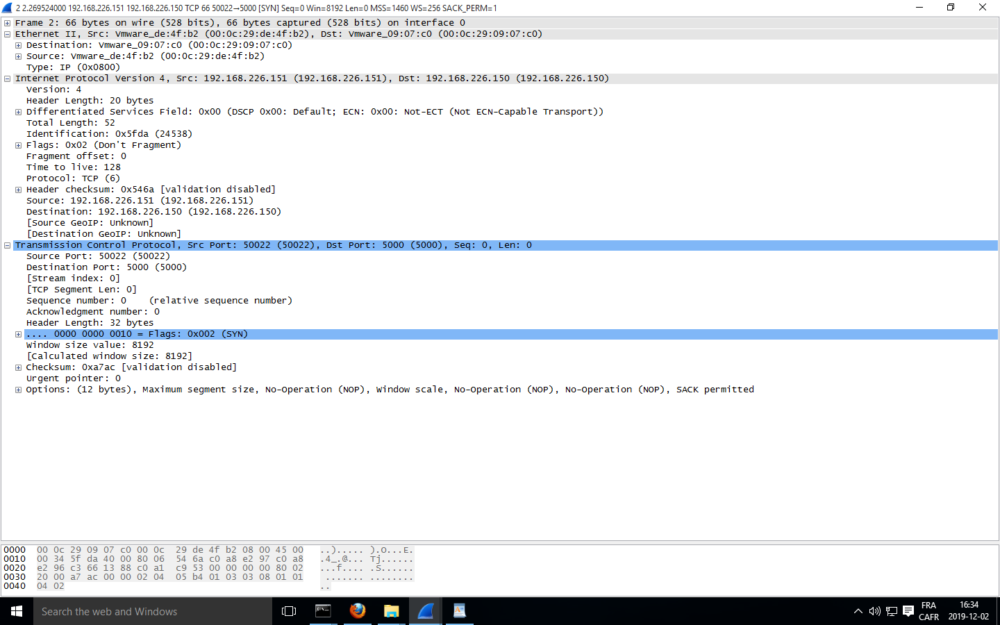 2 2.269524000 192.168.226.151 192.168.226.150 TCP 66 50022→5000 [SYN] Seq=0 Win=8192 Len=0 MSS=1460 WS=256 SACK_PERM=1
Frame 2: 66 bytes on wire (528 bits), 66 bytes captured (528 bits) on interface 0
Ethernet II, Src: Vmware_de:4f:b2 (00:0c:29:de:4f:b2), Dst: Vmware_09:07:c0 (00:0c:29:09:07:c0)
Destination: Vmware_09:07:c0 (00:0c:29:09:07:c0)
Source: Vmware_de:4f:b2 (00:0c:29:de:4f:b2)
Type: IP (0x0800)
Internet Protocol Version 4, Src: 192.168.226.151 (192.168.226.151), Dst: 192.168.226.150 (192.168.226.150)
Version: 4
Header Length: 20 bytes
Differentiated Services Field: 0x00 (DSCP 0x00: Default; ECN: 0x00: Not-ECT (Not ECN-Capable Transport))
Total Length: 52
Identification: 0x5fda (24538)
Flags: 0x02 (Don't Fragment)
Fragment offset: 0
Time to live: 128
Protocol: TCP (6)
Header checksum: 0x546a [validation disabled]
Source: 192.168.226.151 (192.168.226.151)
Destination: 192.168.226.150 (192.168.226.150)
[Source GeoIP: Unknown]
[Destination GeoIP: Unknown]
Transmission Control Protocol, Src Port: 50022 (50022), Dst Port: 5000 (5000), Seq: 0, Len: 0
Source Port: 50022 (50022)
Destination Port: 5000 (5000)
[Stream index: 0]
[TCP Segment Len: 0]
Sequence number: 0    (relative sequence number)
Acknowledgment number: 0
Header Length: 32 bytes
.... 0000 0000 0010 = Flags: 0x002 (SYN)
Window size value: 8192
[Calculated window size: 8192]
Checksum: 0xa7ac [validation disabled]
Urgent pointer: 0
Options: (12 bytes), Maximum segment size, No-Operation (NOP), Window scale, No-Operation (NOP), No-Operation (NOP), SACK permitted
0000  00 0c 29 09 07 c0 00 0c  29 de 4f b2 08 00 45 00   ..)..... ).O...E.
0010  00 34 5f da 40 00 80 06  54 6a c0 a8 e2 97 c0 a8   .4_.@... Tj......
0020  e2 96 c3 66 13 88 c0 a1  c9 53 00 00 00 00 80 02   ...f.... .S......
0030  20 00 a7 ac 00 00 02 04  05 b4 01 03 03 08 01 01    ....... ........
0040  04 02   ..
Search the web and Windows
FRA
CAFR
16:34
2019-12-02